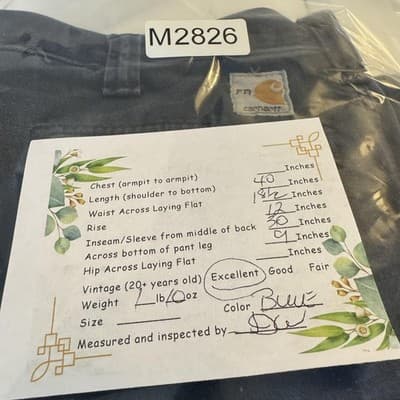 M2826
FR
carhartt
Chest (armpit to armpit) Inches
Length (shoulder to bottom) 40 Inches
Waist Across Laying Flat 18½ Inches
Rise 12 Inches
Inseam/Sleeve from middle of back 30 Inches
Across bottom of pant leg 9 Inches
Hip Across Laying Flat Inches
Vintage (20+ years old) Excellent Good Fair
Weight lb oz Color BLUE
Size
Measured and inspected by